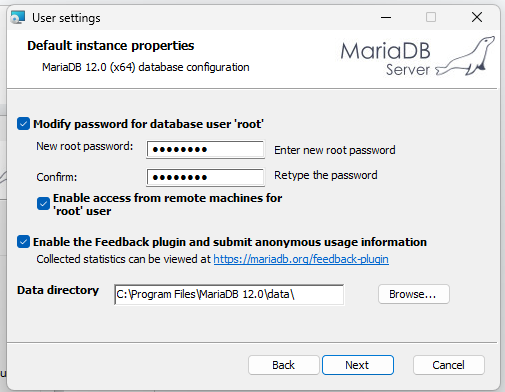 User settings
Default instance properties
MariaDB 12.0 (x64) database configuration
MariaDB
Server
Modify password for database user 'root'
New root password: ●●●●●●●● Enter new root password
Confirm: ●●●●●●●● Retype the password
Enable access from remote machines for
'root' user
Enable the Feedback plugin and submit anonymous usage information
Collected statistics can be viewed at https://mariadb.org/feedback-plugin
Data directory C:\Program Files\MariaDB 12.0\data\ Browse...
Back Next Cancel